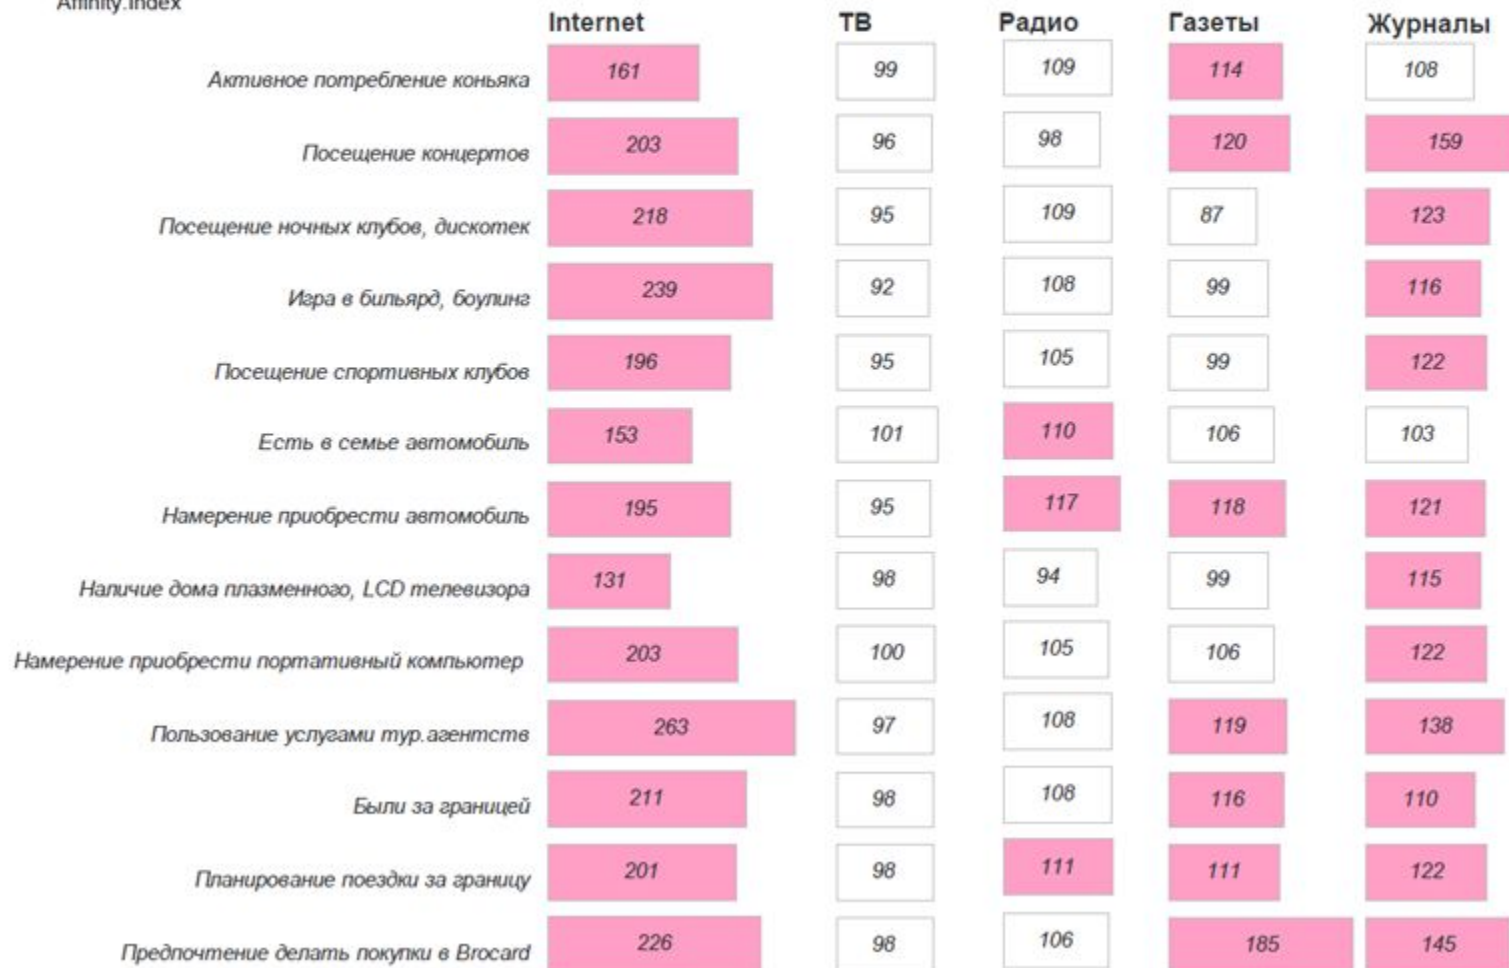 Affinity.Index
Internet ТВ Радио Газеты Журналы
Активное потребление коньяка 161 99 109 114 108
Посещение концертов 203 96 98 120 159
Посещение ночных клубов, дискотек 218 95 109 87 123
Игра в бильярд, боулинг 239 92 108 99 116
Посещение спортивных клубов 196 95 105 99 122
Есть в семье автомобиль 153 101 110 106 103
Намерение приобрести автомобиль 195 95 117 118 121
Наличие дома плазменного, LCD телевизора 131 98 94 99 115
Намерение приобрести портативный компьютер 203 100 105 106 122
Пользование услугами тур.агентств 263 97 108 119 138
Были за границей 211 98 108 116 110
Планирование поездки за границу 201 98 111 111 122
Предпочтение делать покупки в Brocard 226 98 106 185 145